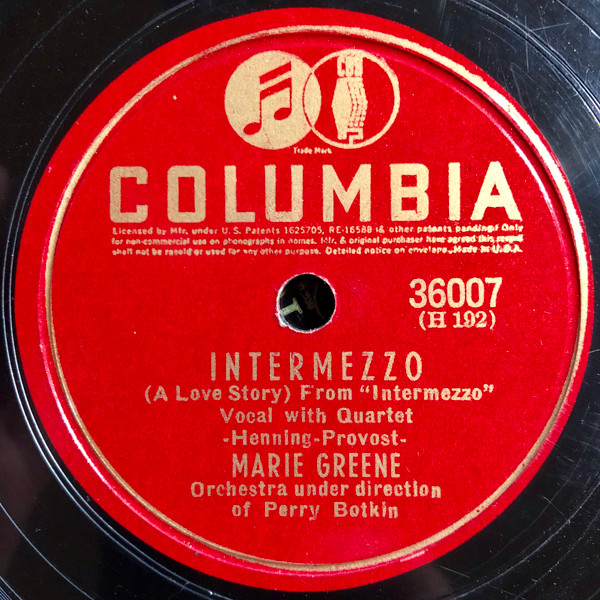 CBS
Trade Mark
COLUMBIA
Licensed by Mfr. under U.S. Patents 1625705, RE-16588 (& other patents pending) Only
for non-commercial use on phonographs in homes. Mfr. & original purchaser have agreed this record
shall not be resold or used for any other purpose. Detailed notice on envelope. Made in U.S.A.
36007
(H 192)
INTERMEZZO
(A Love Story) From "Intermezzo"
Vocal with Quartet
-Henning-Provost-
MARIE GREENE
Orchestra under direction
of Perry Botkin